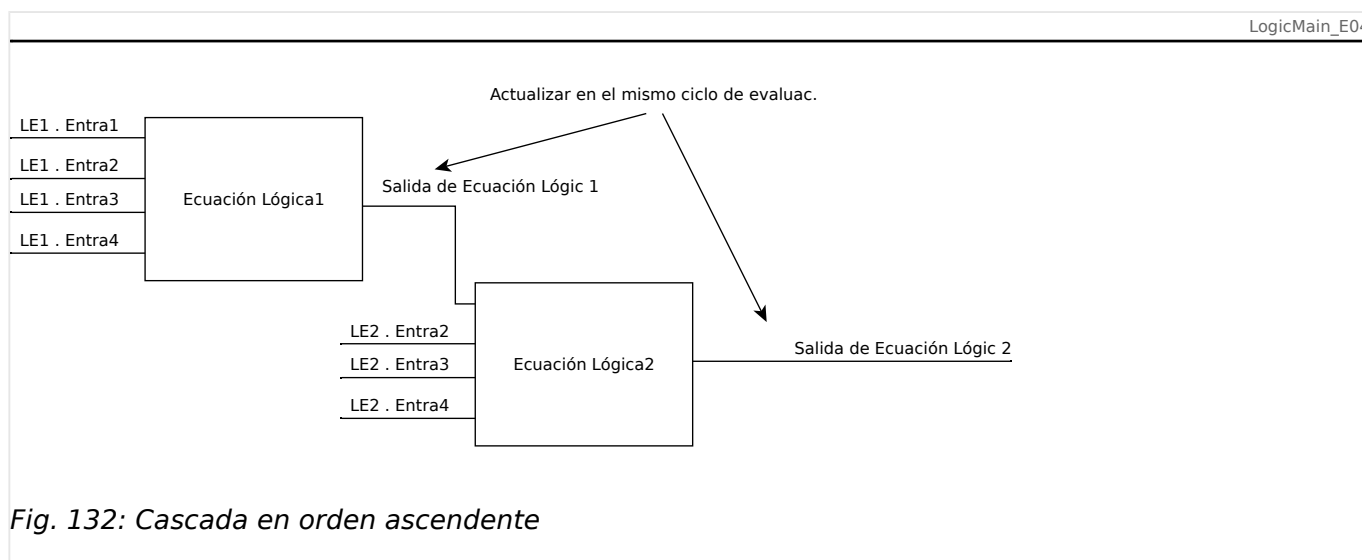 LogicMain_E04
Actualizar en el mismo ciclo de evaluac.
LE1 . Entra1
LE1 . Entra2
LE1 . Entra3
LE1 . Entra4
Ecuación Lógica1
Salida de Ecuación Lógic 1
LE2 . Entra2
LE2 . Entra3
LE2 . Entra4
Ecuación Lógica2
Salida de Ecuación Lógic 2
Fig. 132: Cascada en orden ascendente